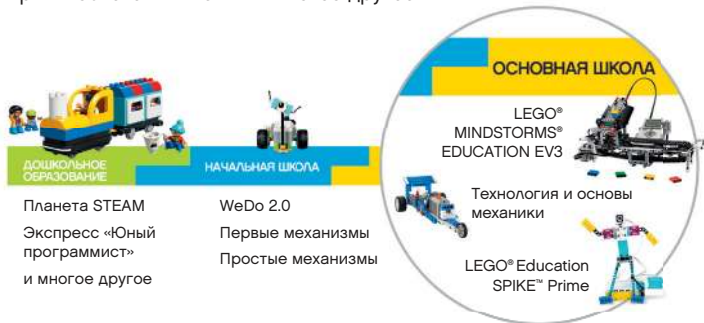 ДОШКОЛЬНОЕ
ОБРАЗОВАНИЕ
Планета STEAM
Экспресс «Юный
программист»
и многое другое
НАЧАЛЬНАЯ ШКОЛА
WeDo 2.0
Первые механизмы
Простые механизмы
ОСНОВНАЯ ШКОЛА
LEGO®
MINDSTORMS®
EDUCATION EV3
Технология и основы
механики
LEGO® Education
SPIKE™ Prime